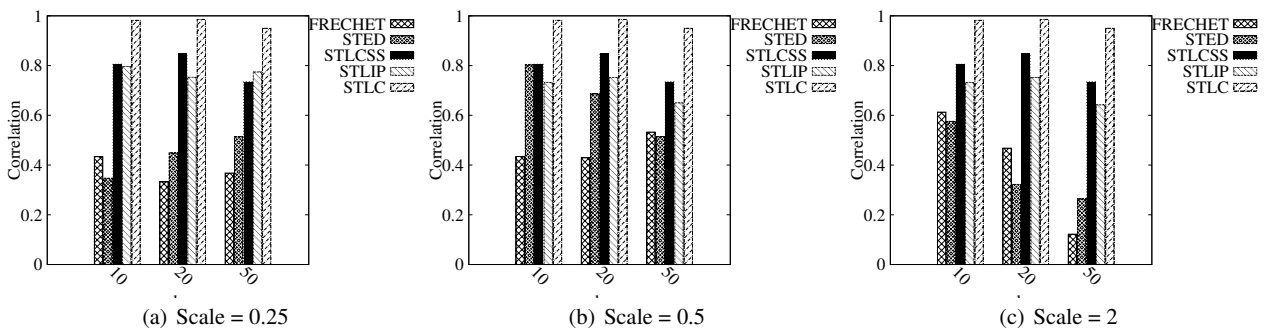 1
0.8
0.6
0.4
0.2
0
Correlation
10
20
50
FRECHET
STED
STLCSS
STLIP
STLC
(a) Scale = 0.25
1
0.8
0.6
0.4
0.2
0
Correlation
10
20
50
FRECHET
STED
STLCSS
STLIP
STLC
(b) Scale = 0.5
1
0.8
0.6
0.4
0.2
0
Correlation
10
20
50
FRECHET
STED
STLCSS
STLIP
STLC
(c) Scale = 2